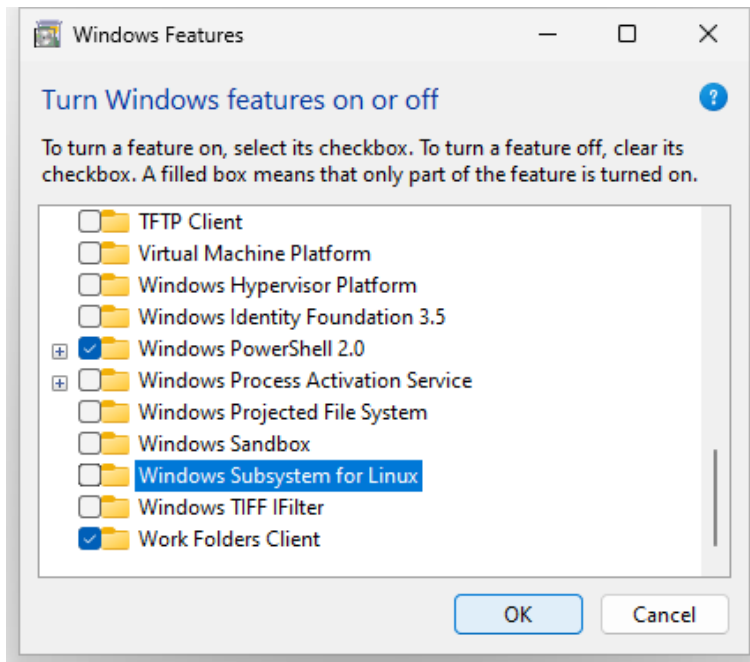 Windows Features
Turn Windows features on or off
?
To turn a feature on, select its checkbox. To turn a feature off, clear its
checkbox. A filled box means that only part of the feature is turned on.
TFTP Client
Virtual Machine Platform
Windows Hypervisor Platform
Windows Identity Foundation 3.5
Windows PowerShell 2.0
Windows Process Activation Service
Windows Projected File System
Windows Sandbox
Windows Subsystem for Linux
Windows TIFF IFilter
Work Folders Client
OK Cancel